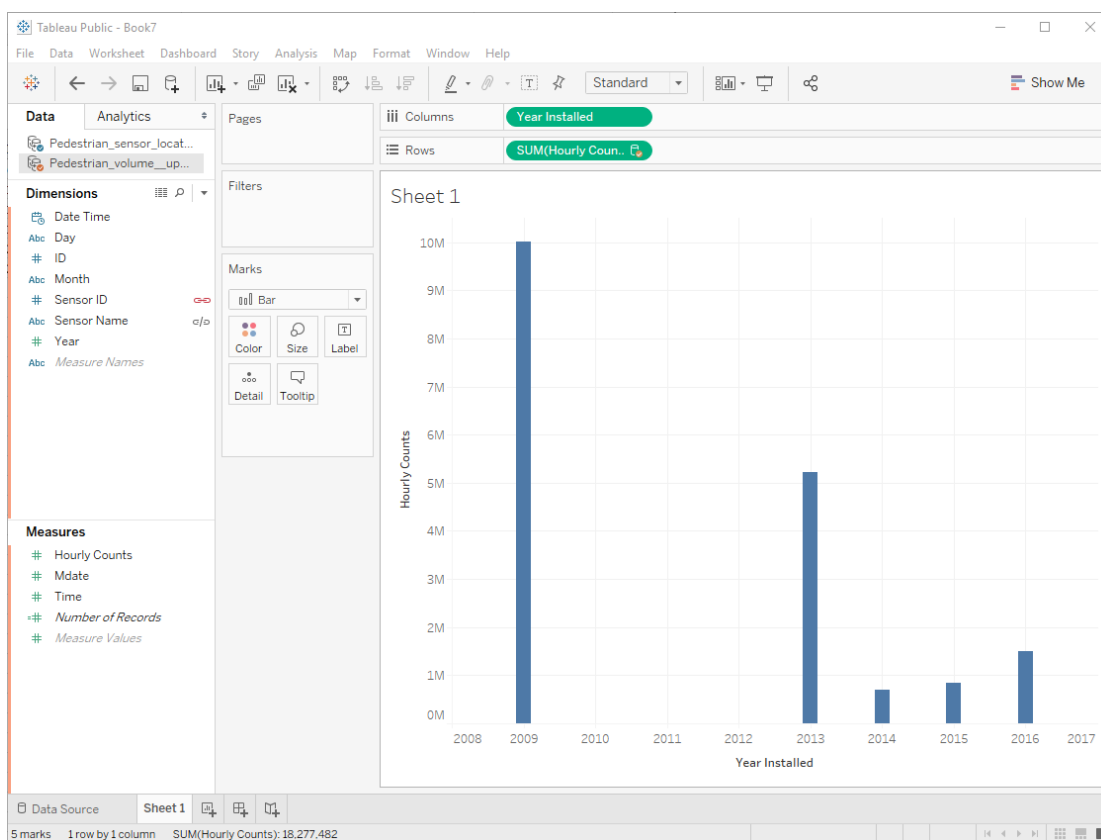 Tableau Public - Book7
File Data Worksheet Dashboard Story Analysis Map Format Window Help
Standard
Show Me
Data Analytics
Pedestrian_sensor_locat...
Pedestrian_volume__up...
Dimensions
Date Time
Abc Day
# ID
Abc Month
# Sensor ID
Abc Sensor Name
# Year
Abc Measure Names
Measures
# Hourly Counts
# Mdate
# Time
=# Number of Records
# Measure Values
Pages
Filters
Marks
Bar
Color Size Label
Detail Tooltip
Columns Year Installed
Rows SUM(Hourly Coun..
Sheet 1
10M
9M
8M
7M
6M
5M
4M
3M
2M
1M
0M
Hourly Counts
2008 2009 2010 2011 2012 2013 2014 2015 2016 2017
Year Installed
Data Source Sheet 1
5 marks 1 row by 1 column SUM(Hourly Counts): 18,277,482